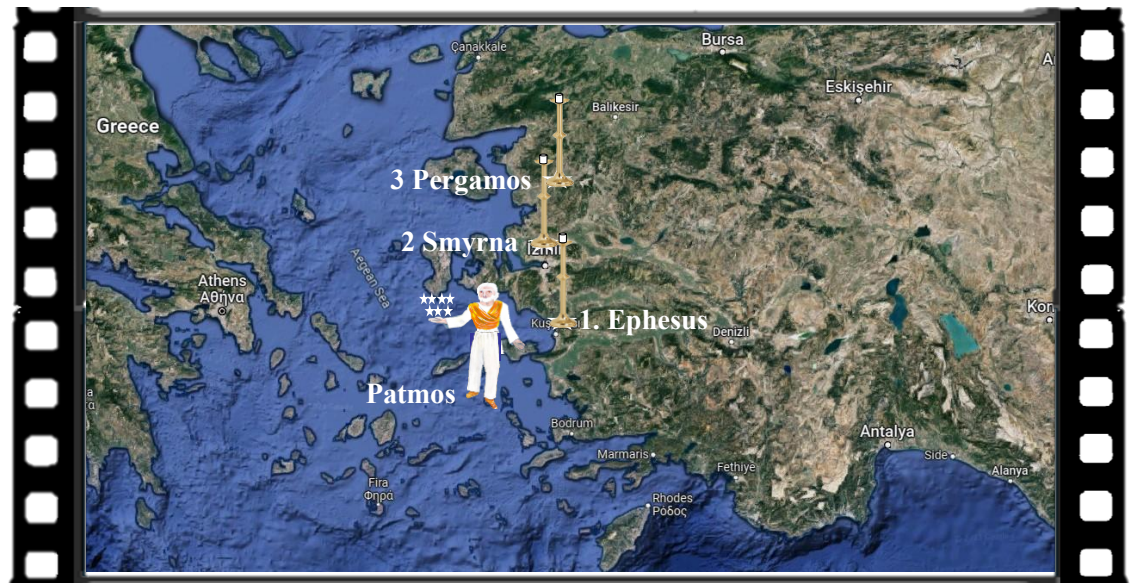 Çanakkale
Bursa
Eskişehir
Balıkesir
Greece
3 Pergamos
2 Smyrna
Aegean Sea
Athens
Αθήνα
1. Ephesus
Denizli
Patmos
Bodrum
Antalya
Marmaris
Side
Fethiye
Alanya
Fira
Φηρα
Rhodes
Ρόδος